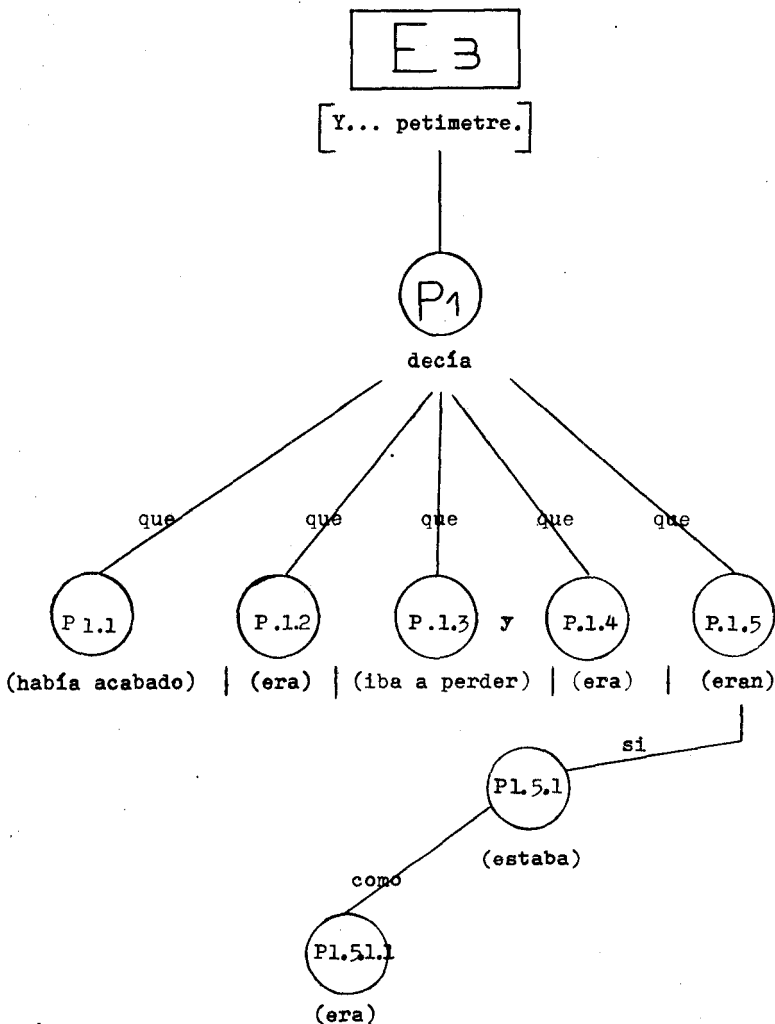 E 3
[Y... petimetre.]
P1
decía
que que que que que
P 1.1 P.1.2 P.1.3 y P.1.4 P.1.5
(había acabado) | (era) | (iba a perder) | (era) | (eran)
si
P1.5.1
(estaba)
como
P1.5.1.1
(era)